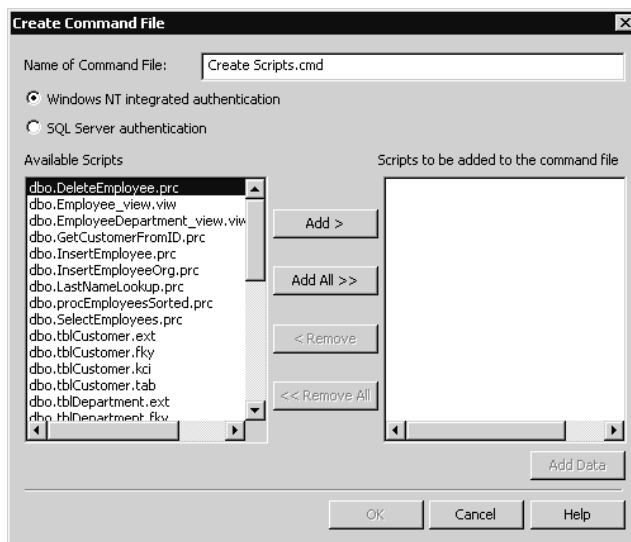 Create Command File
Name of Command File: Create Scripts.cmd
Windows NT integrated authentication
SQL Server authentication
Available Scripts
Scripts to be added to the command file
dbo.DeleteEmployee.prc
dbo.Employee_view.viw
dbo.EmployeeDepartment_view.viw
dbo.GetCustomerFromID.prc
dbo.InsertEmployee.prc
dbo.InsertEmployeeOrg.prc
dbo.LastNameLookup.prc
dbo.procEmployeesSorted.prc
dbo.SelectEmployees.prc
dbo.tblCustomer.ext
dbo.tblCustomer.fky
dbo.tblCustomer.kci
dbo.tblCustomer.tab
dbo.tblDepartment.ext
dbo.tblDepartment.fky
Add >
Add All >>
< Remove
<< Remove All
Add Data
OK
Cancel
Help